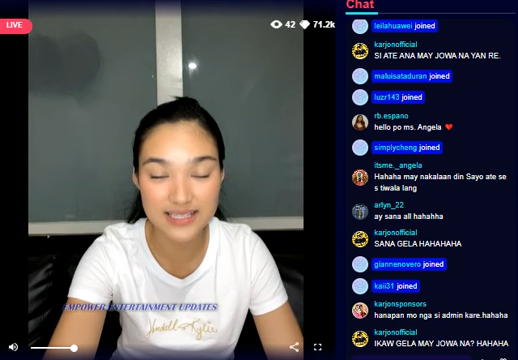 LIVE
42 71.2k
EMPOWER ENTERTAINMENT UPDATES
Kendall + Kylie
Chat
leilahuawei joined
karjonofficial
SI ATE ANA MAY JOWA NA YAN RE.
maluisataduran joined
luzr143 joined
rb.espano
hello po ms. Angela ❤️
simplycheng joined
itsme._angela
Hahaha may nakalaan din Sayo ate se
s tiwala lang
arlyn_22
ay sana all hahahha
karjonofficial
SANA GELA HAHAHAHA
giannenovero joined
kaii31 joined
karjonsponsors
hanapan mo nga si admin kare.hahaha
karjonofficial
IKAW GELA MAY JOWA NA? HAHAHA